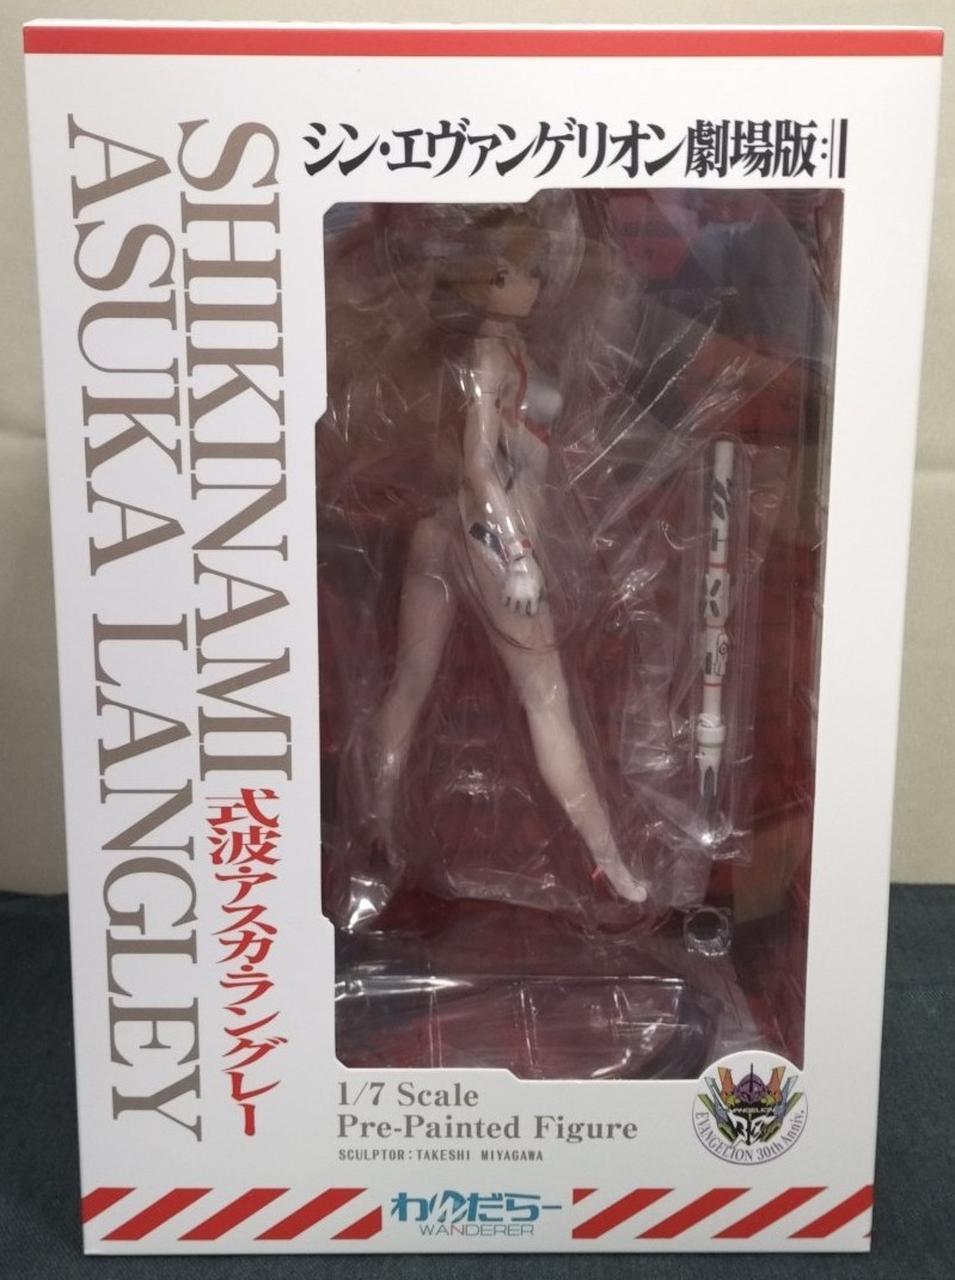 シン・エヴァンゲリオン劇場版:||
SHIKINAMI
ASUKA LANGLEY
式波・アスカ・ラングレー
1/7 Scale
Pre-Painted Figure
SCULPTOR:TAKESHI MIYAGAWA
EVANGELION
EVANGELION 30th Anniv.
わんだらー
WANDERER